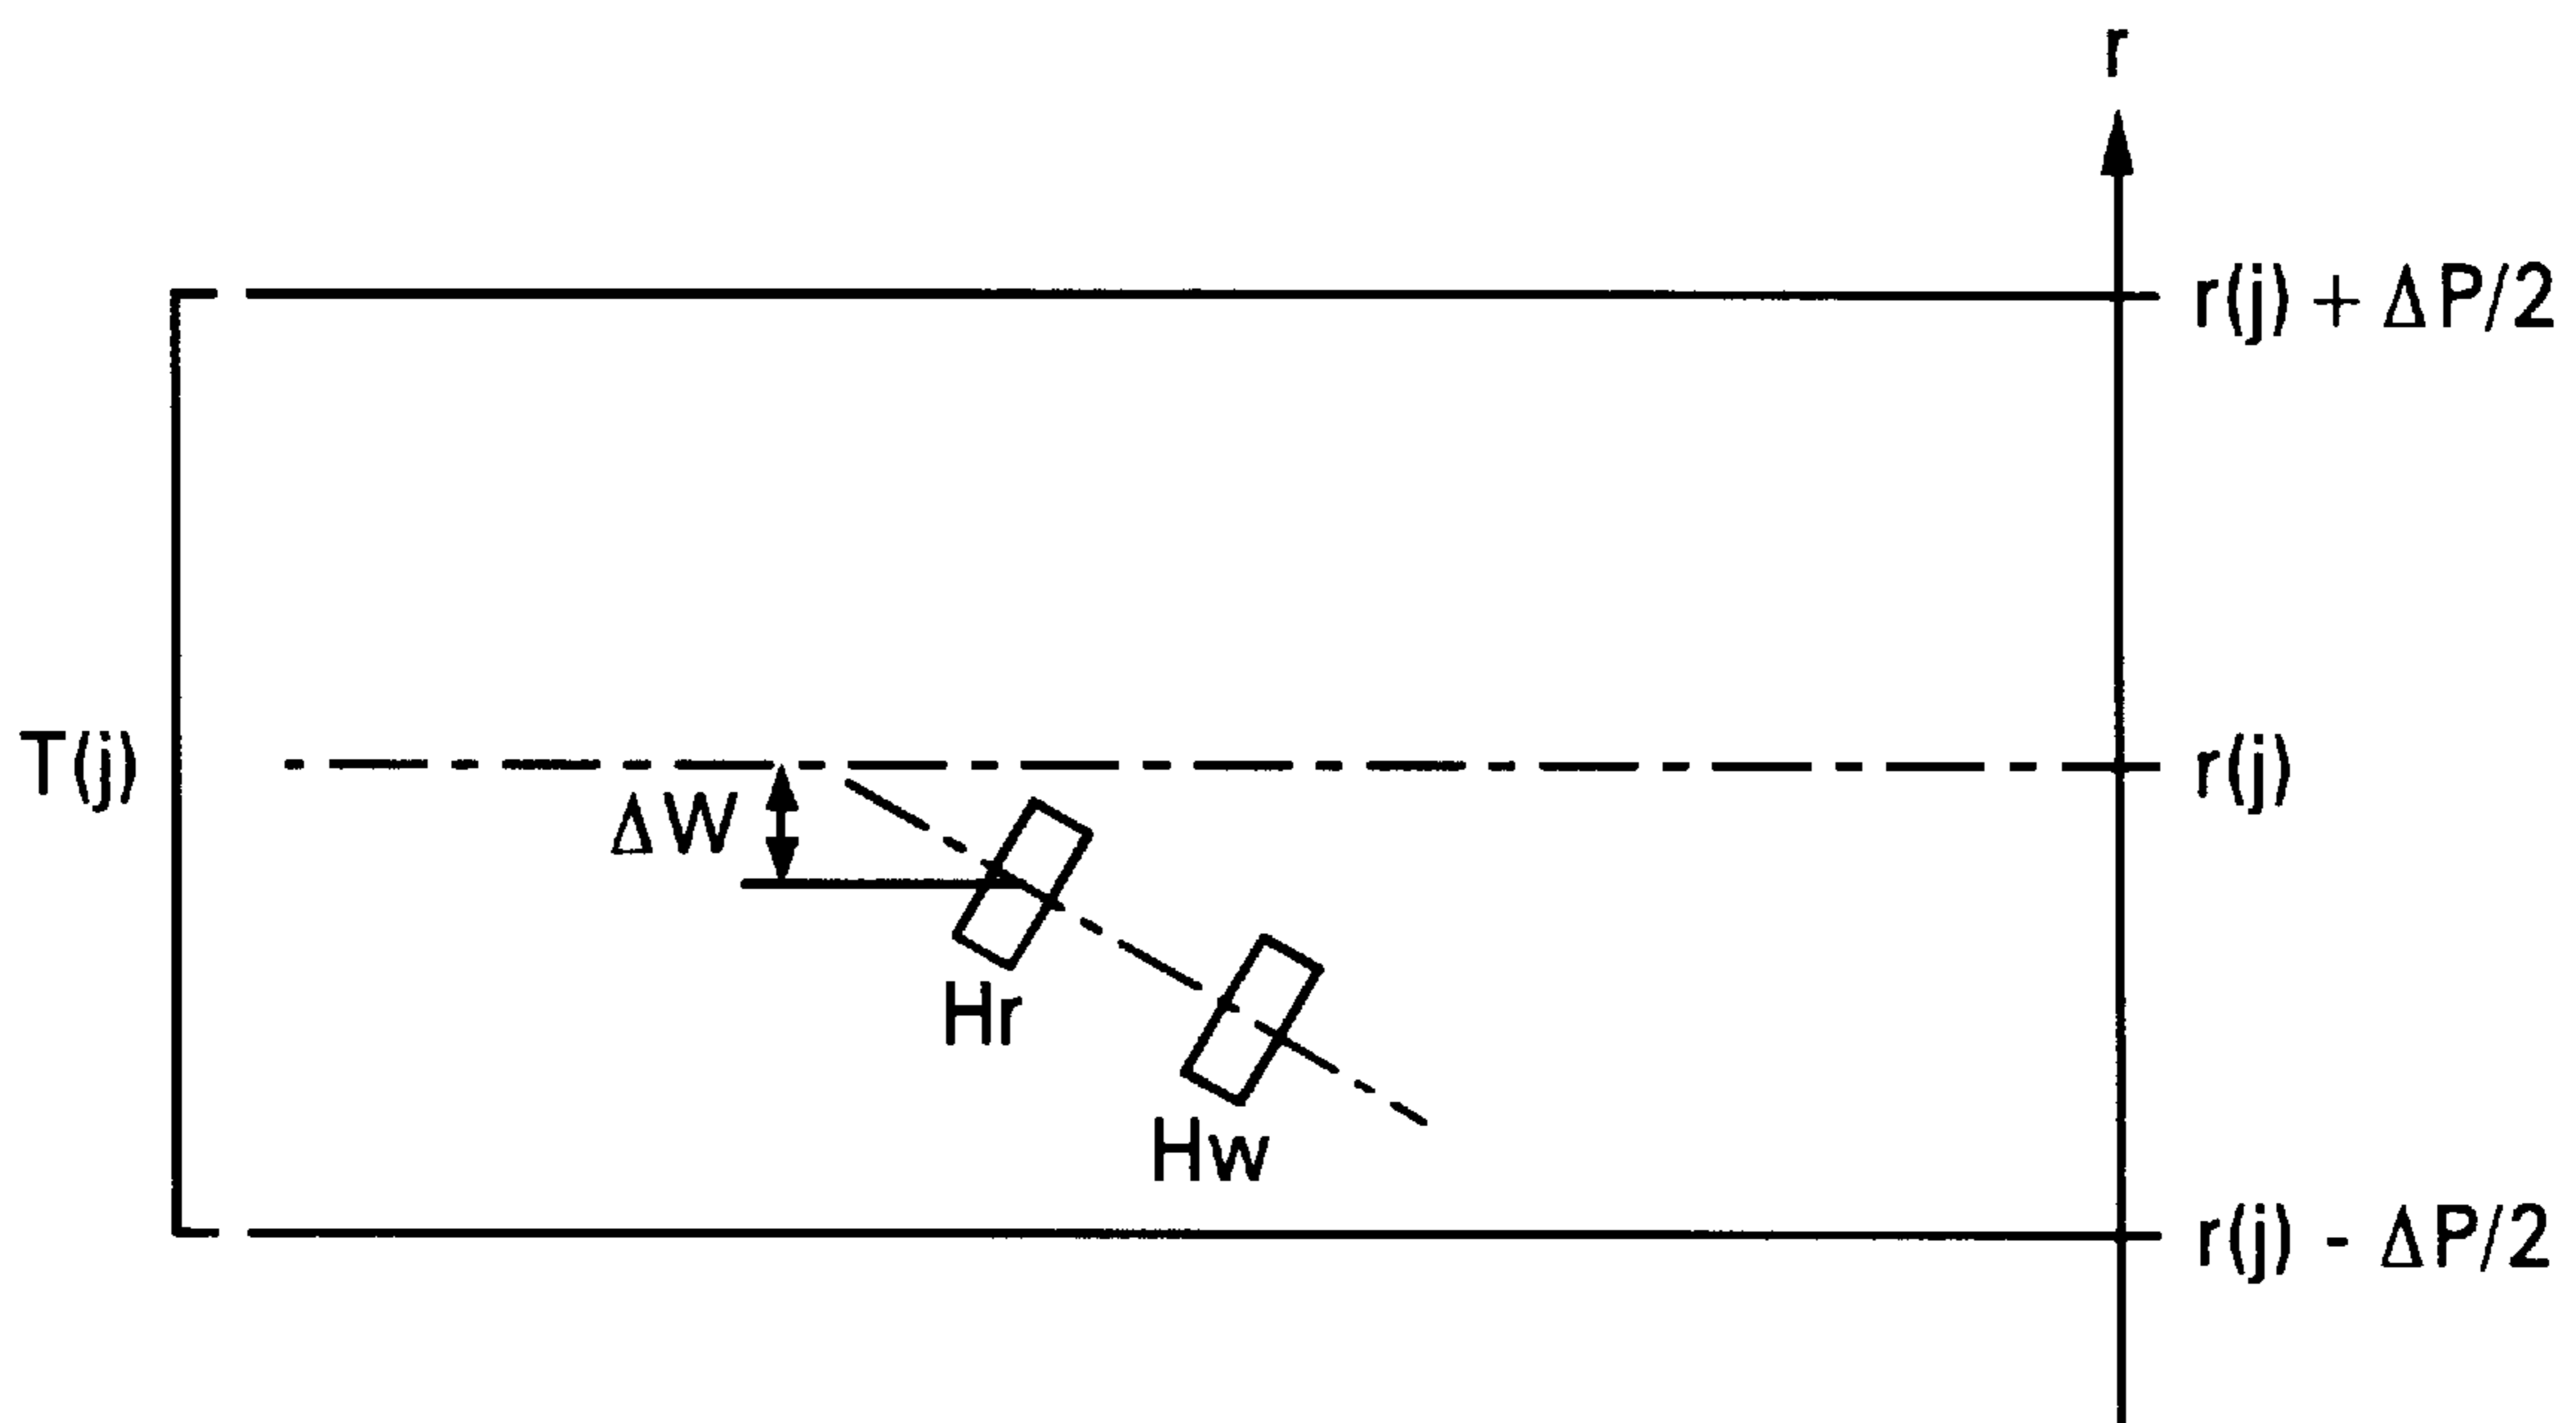 r
r(j) + ΔP/2
T(j)
r(j)
ΔW
Hr
Hw
r(j) - ΔP/2